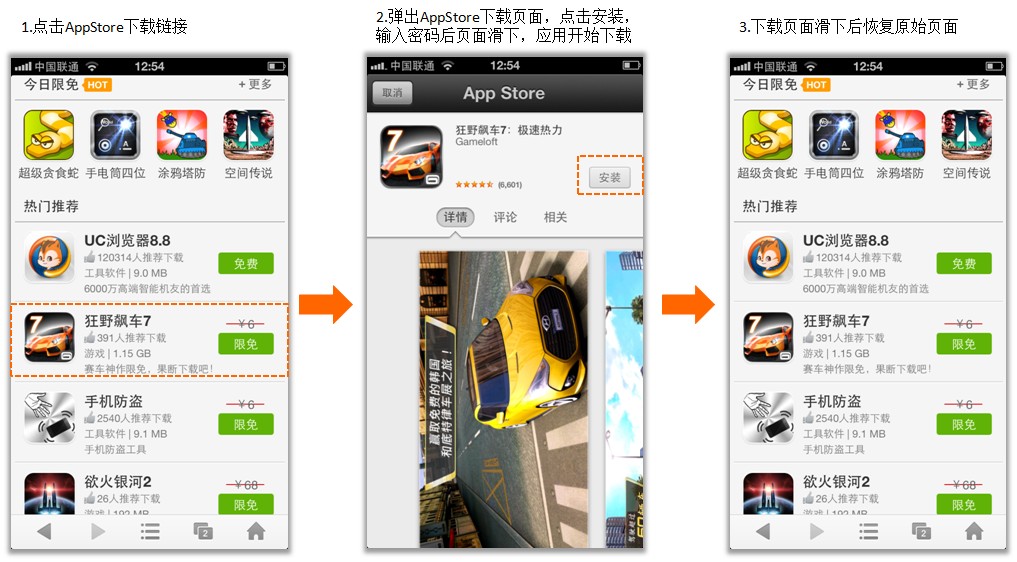 1.点击AppStore下载链接
2.弹出AppStore下载页面，点击安装，
输入密码后页面滑下，应用开始下载
3.下载页面滑下后恢复原始页面
中国联通 12:54
今日限免 HOT +更多
超级贪食蛇 手电筒四位 涂鸦塔防 空间传说
热门推荐
UC浏览器8.8
120314人推荐下载
工具软件 | 9.0 MB
6000万高端智能机友的首选
免费
7
狂野飙车7
391人推荐下载
游戏 | 1.15 GB
赛车神作限免，果断下载吧！
￥6
限免
手机防盗
2540人推荐下载
工具软件 | 9.1 MB
手机防盗工具
￥6
限免
欲火银河2
26人推荐下载
游戏 | 192 MB
￥68
限免
2
中国联通 12:54
取消 App Store
7
狂野飙车7：极速热力
Gameloft
(6,601)
安装
详情 评论 相关
赢取免费的韩国
和底特律车展之旅！
中国联通 12:54
今日限免 HOT +更多
超级贪食蛇 手电筒四位 涂鸦塔防 空间传说
热门推荐
UC浏览器8.8
120314人推荐下载
工具软件 | 9.0 MB
6000万高端智能机友的首选
免费
7
狂野飙车7
391人推荐下载
游戏 | 1.15 GB
赛车神作限免，果断下载吧！
￥6
限免
手机防盗
2540人推荐下载
工具软件 | 9.1 MB
手机防盗工具
￥6
限免
欲火银河2
26人推荐下载
游戏 | 192 MB
￥68
限免
2